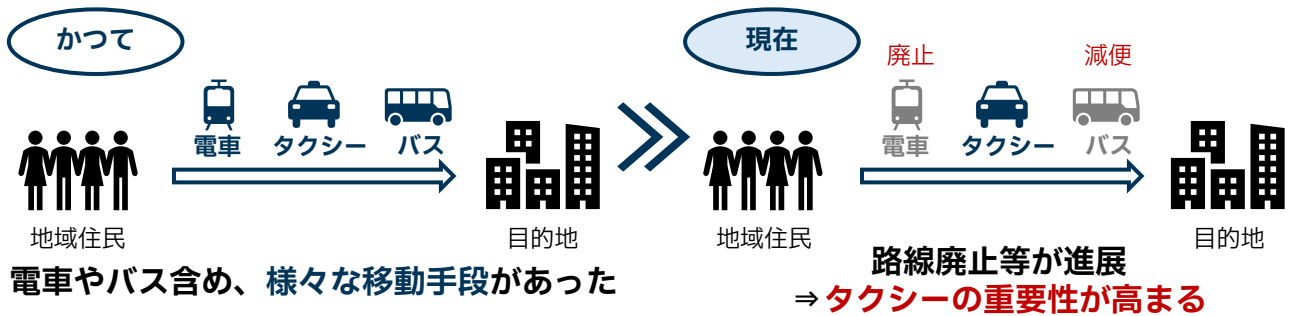 かつて
電車 タクシー バス
地域住民
目的地
電車やバス含め、様々な移動手段があった
現在
廃止 減便
電車 タクシー バス
地域住民
目的地
路線廃止等が進展
⇒タクシーの重要性が高まる